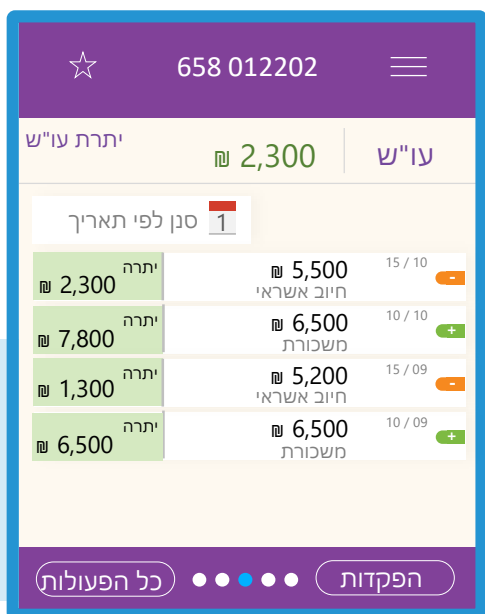 658 012202
עו"ש
₪ 2,300
יתרת עו"ש
1 סנן לפי תאריך
- 15 / 10 ₪ 5,500 יתרה
חיוב אשראי ₪ 2,300
+ 10 / 10 ₪ 6,500 יתרה
משכורת ₪ 7,800
- 15 / 09 ₪ 5,200 יתרה
חיוב אשראי ₪ 1,300
+ 10 / 09 ₪ 6,500 יתרה
משכורת ₪ 6,500
הפקדות כל הפעולות